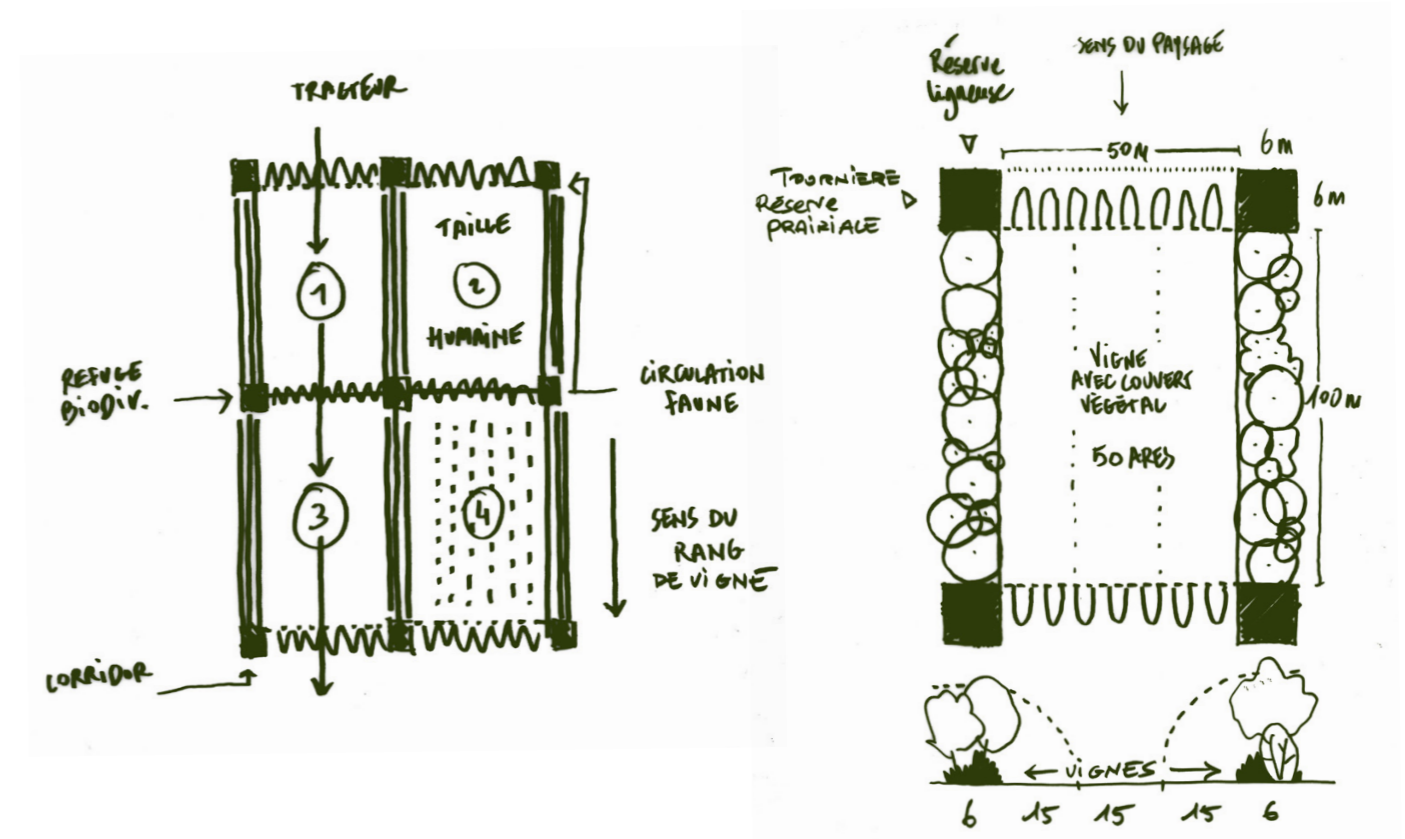 TRACTEUR
TAILLE
1
2
HUMAINE
REFUGE
BIODIV.
CIRCULATION
FAUNE
3
4
SENS DU
RANG
DE VIGNE
CORRIDOR
Réserve
ligneuse
SENS DU PAYSAGE
50M
6m
TOURNIERE
Réserve
PRAIRIALE
6m
VIGNE
AVEC COUVERT
VÉGÉTAL
50 ARES
100m
VIGNES
6 15 15 15 6